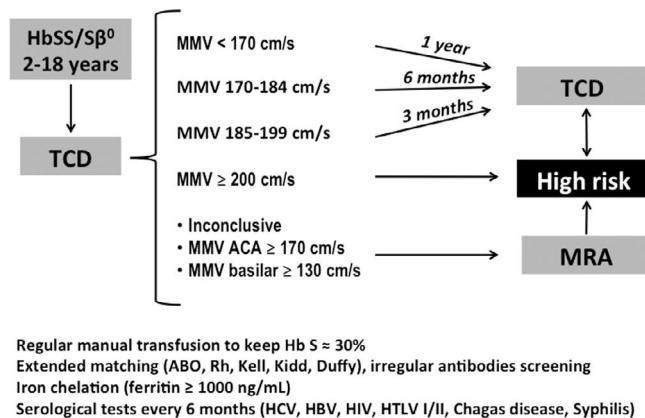 HbSS/Sβ⁰
2-18 years
TCD
MMV < 170 cm/s
MMV 170-184 cm/s
MMV 185-199 cm/s
MMV ≥ 200 cm/s
• Inconclusive
• MMV ACA ≥ 170 cm/s
• MMV basilar ≥ 130 cm/s
1 year
6 months
3 months
TCD
High risk
MRA
Regular manual transfusion to keep Hb S ≈ 30%
Extended matching (ABO, Rh, Kell, Kidd, Duffy), irregular antibodies screening
Iron chelation (ferritin ≥ 1000 ng/mL)
Serological tests every 6 months (HCV, HBV, HIV, HTLV I/II, Chagas disease, Syphilis)